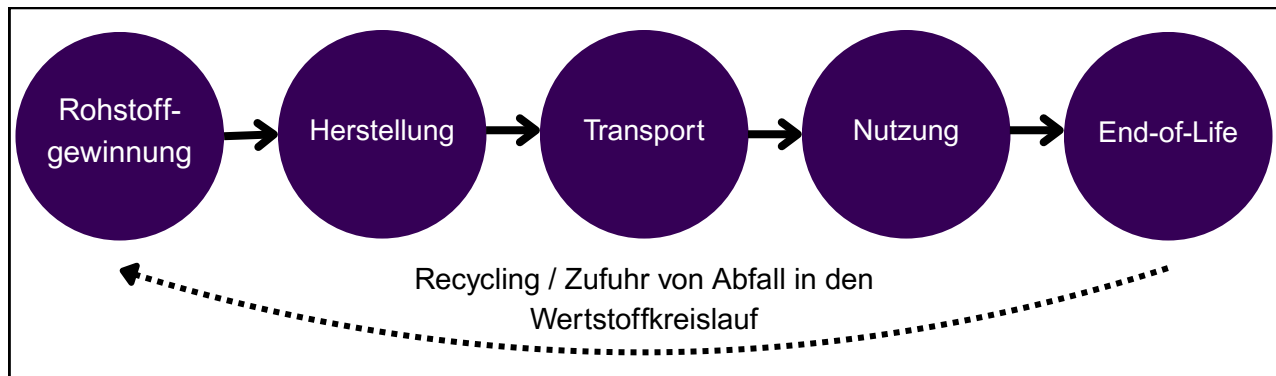 Rohstoff-
gewinnung
Herstellung
Transport
Nutzung
End-of-Life
Recycling / Zufuhr von Abfall in den
Wertstoffkreislauf